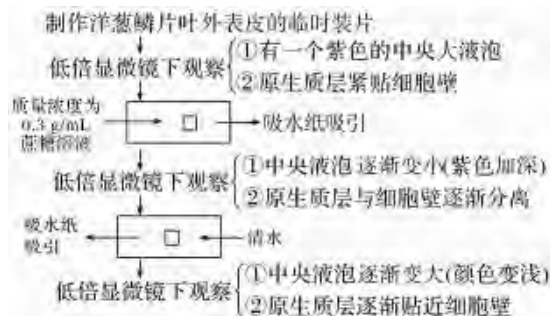 制作洋葱鳞片叶外表皮的临时装片
低倍显微镜下观察
①有一个紫色的中央大液泡
②原生质层紧贴细胞壁
质量浓度为
0.3 g/mL
蔗糖溶液
吸水纸吸引
低倍显微镜下观察
①中央液泡逐渐变小(紫色加深)
②原生质层与细胞壁逐渐分离
吸水纸
吸引
清水
低倍显微镜下观察
①中央液泡逐渐变大(颜色变浅)
②原生质层逐渐贴近细胞壁